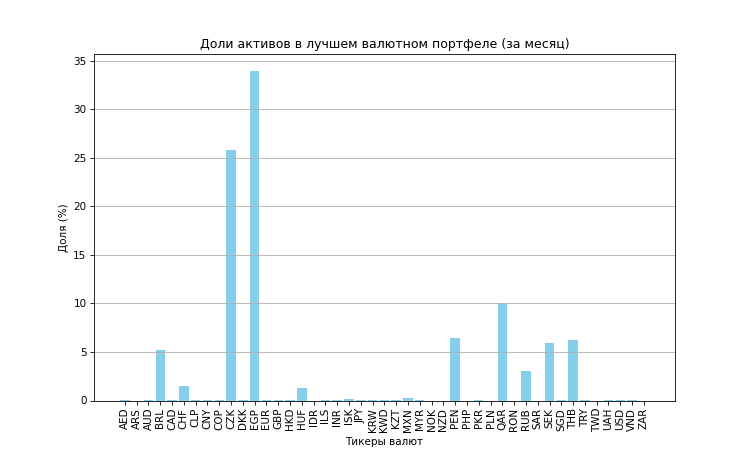 Доли активов в лучшем валютном портфеле (за месяц)
35
30
25
20
15
10
5
0
Доля (%)
AED
ARS
AUD
BRL
CAD
CHF
CLP
CNY
COP
CZK
DKK
EGP
EUR
GBP
HKD
HUF
IDR
ILS
INR
ISK
JPY
KRW
KWD
KZT
MXN
MYR
NOK
NZD
PEN
PHP
PKR
PLN
QAR
RON
RUB
SAR
SEK
SGD
THB
TRY
TWD
UAH
USD
VND
ZAR
Тикеры валют